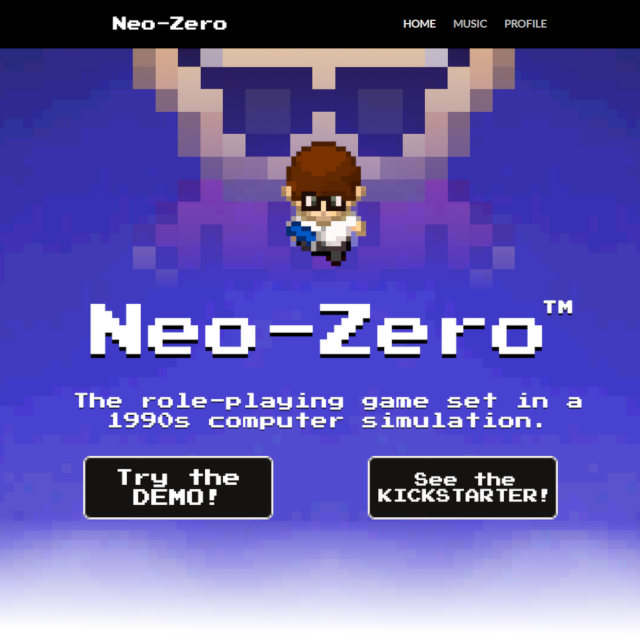 Neo-Zero
HOME MUSIC PROFILE
Neo-Zero™
The role-playing game set in a
1990s computer simulation.
Try the
DEMO!
See the
KICKSTARTER!